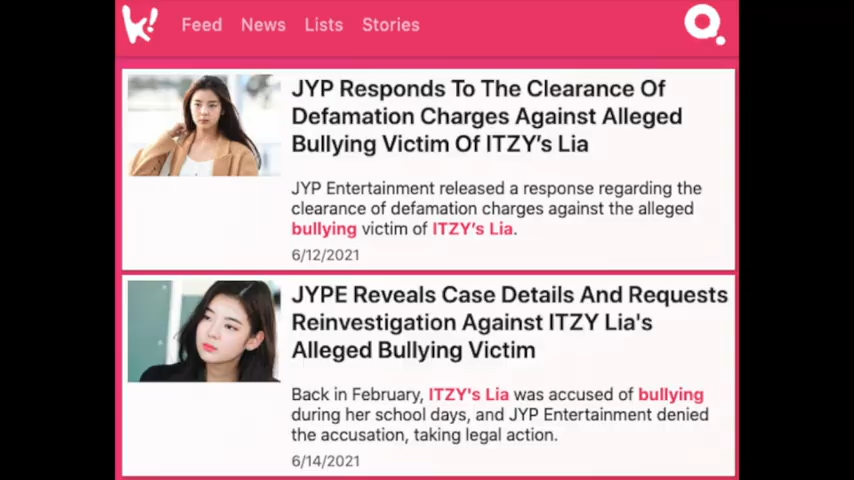 k!
Feed News Lists Stories
JYP Responds To The Clearance Of
Defamation Charges Against Alleged
Bullying Victim Of ITZY’s Lia
JYP Entertainment released a response regarding the
clearance of defamation charges against the alleged
bullying victim of ITZY’s Lia.
6/12/2021
JYPE Reveals Case Details And Requests
Reinvestigation Against ITZY Lia's
Alleged Bullying Victim
Back in February, ITZY's Lia was accused of bullying
during her school days, and JYP Entertainment denied
the accusation, taking legal action.
6/14/2021